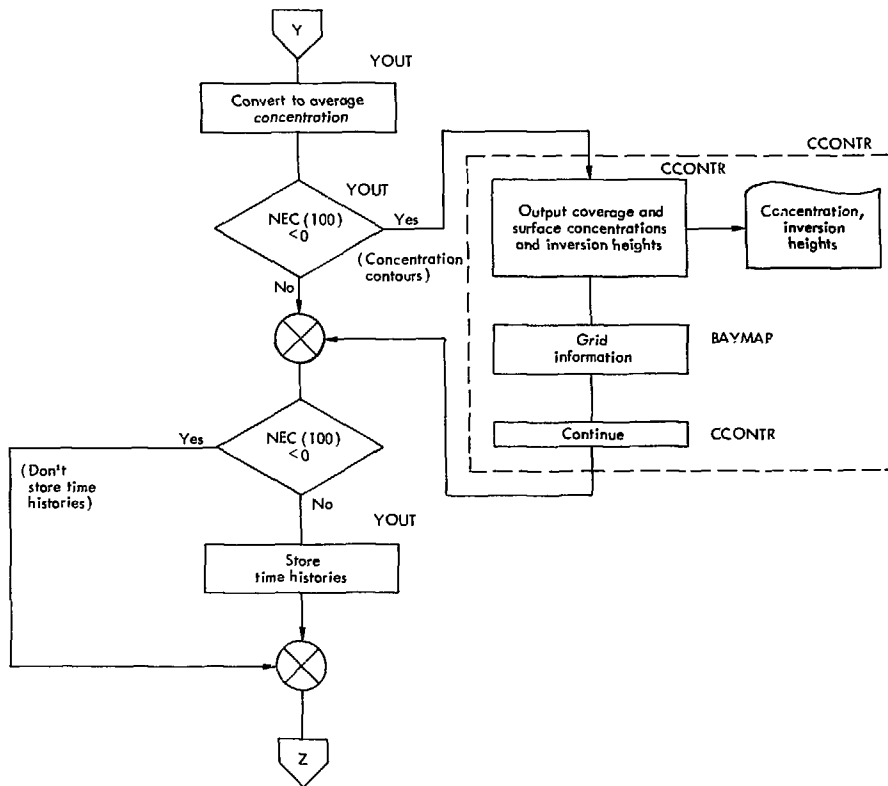 Y
YOUT
Convert to average
concentration
YOUT
NEC (100)
<0
Yes
(Concentration
contours)
No
CCONTR
CCONTR
Output coverage and
surface concentrations
and inversion heights
Concentration,
inversion
heights
Grid
information
BAYMAP
Continue
CCONTR
NEC (100)
<0
Yes
(Don't
store time
histories)
No
YOUT
Store
time histories
Z